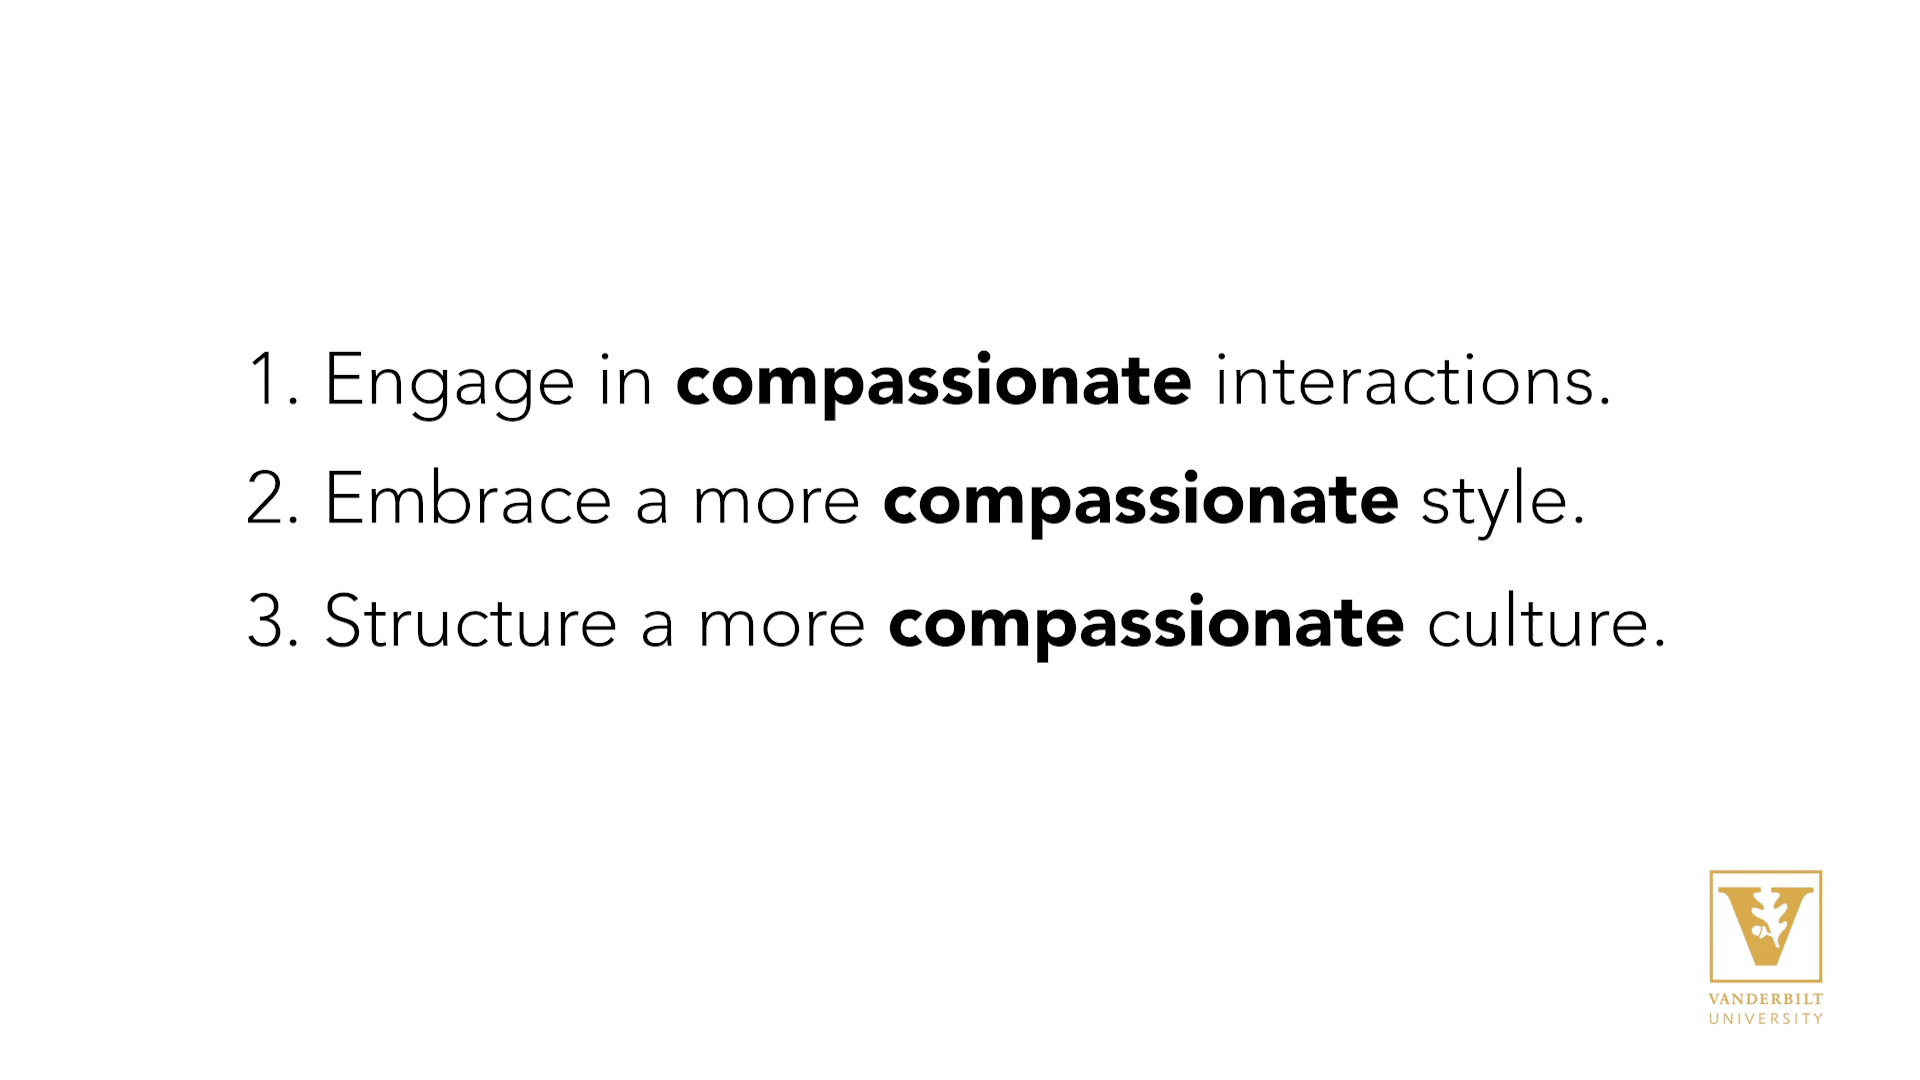 1. Engage in compassionate interactions.
2. Embrace a more compassionate style.
3. Structure a more compassionate culture.
V
VANDERBILT
UNIVERSITY